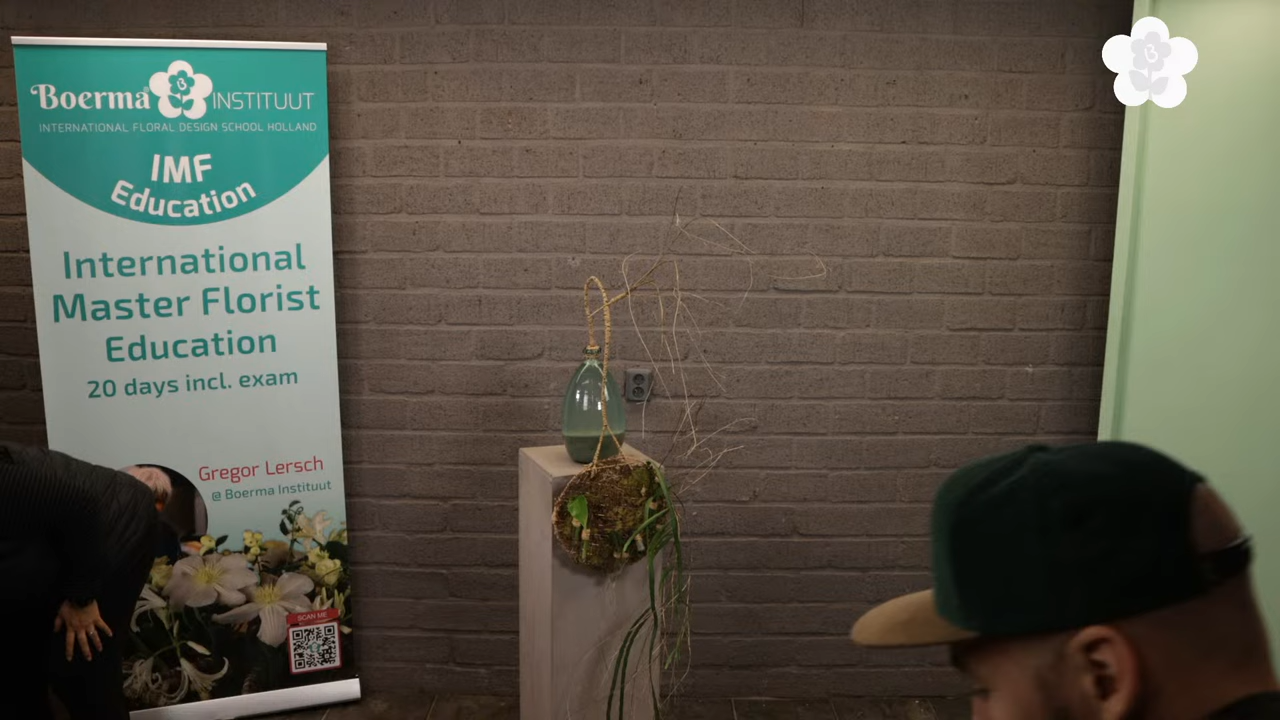 Boerma INSTITUUT
INTERNATIONAL FLORAL DESIGN SCHOOL HOLLAND
IMF
Education
International
Master Florist
Education
20 days incl. exam
Gregor Lersch
@ Boerma Instituut
SCAN ME